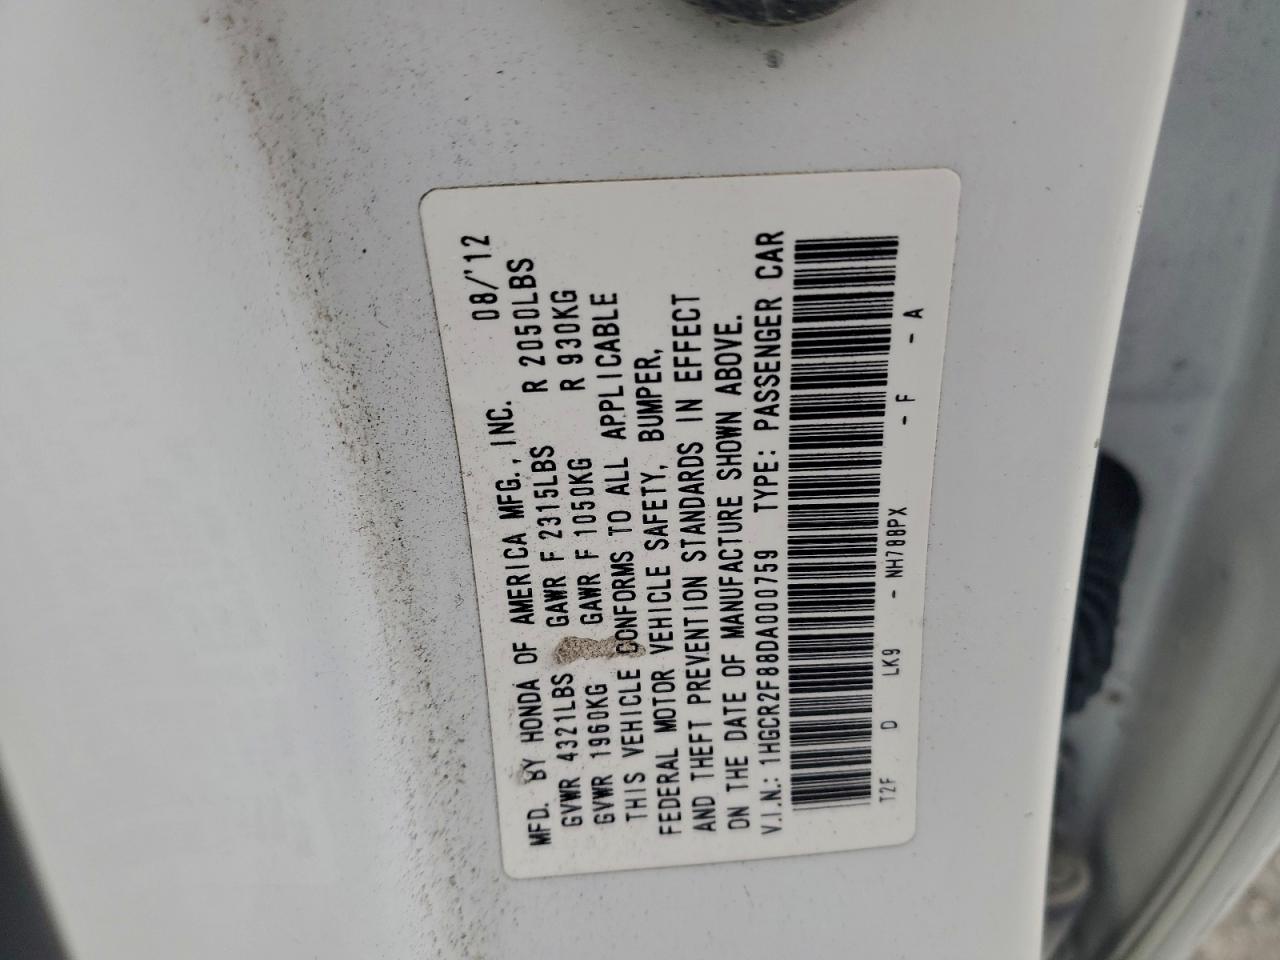 MFD. BY HONDA OF AMERICA MFG., INC. 08/'12
GVWR 4321LBS GAWR F 2315LBS R 2050LBS
GVWR 1960KG GAWR F 1050KG R 930KG
THIS VEHICLE CONFORMS TO ALL APPLICABLE
FEDERAL MOTOR VEHICLE SAFETY, BUMPER,
AND THEFT PREVENTION STANDARDS IN EFFECT
ON THE DATE OF MANUFACTURE SHOWN ABOVE.
V.I.N.: 1HGCR2F88DA000759 TYPE: PASSENGER CAR
T2F D LK9 - NH788PX - F - A